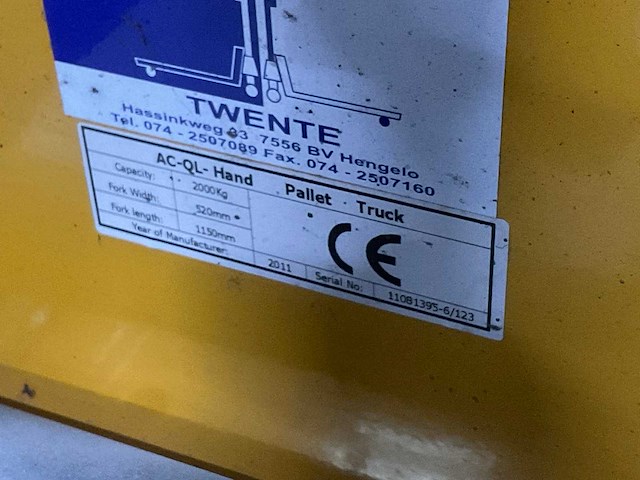 TWENTE
Hassinkweg 33 7556 BV Hengelo
Tel. 074 - 2507089 Fax. 074 - 2507160
AC-QL- Hand Pallet Truck
Capacity: 2000Kg
Fork Width: 520mm
Fork length: 1150mm
Year of Manufacturer: 2011 Serial No: 11081395-6/123
CE